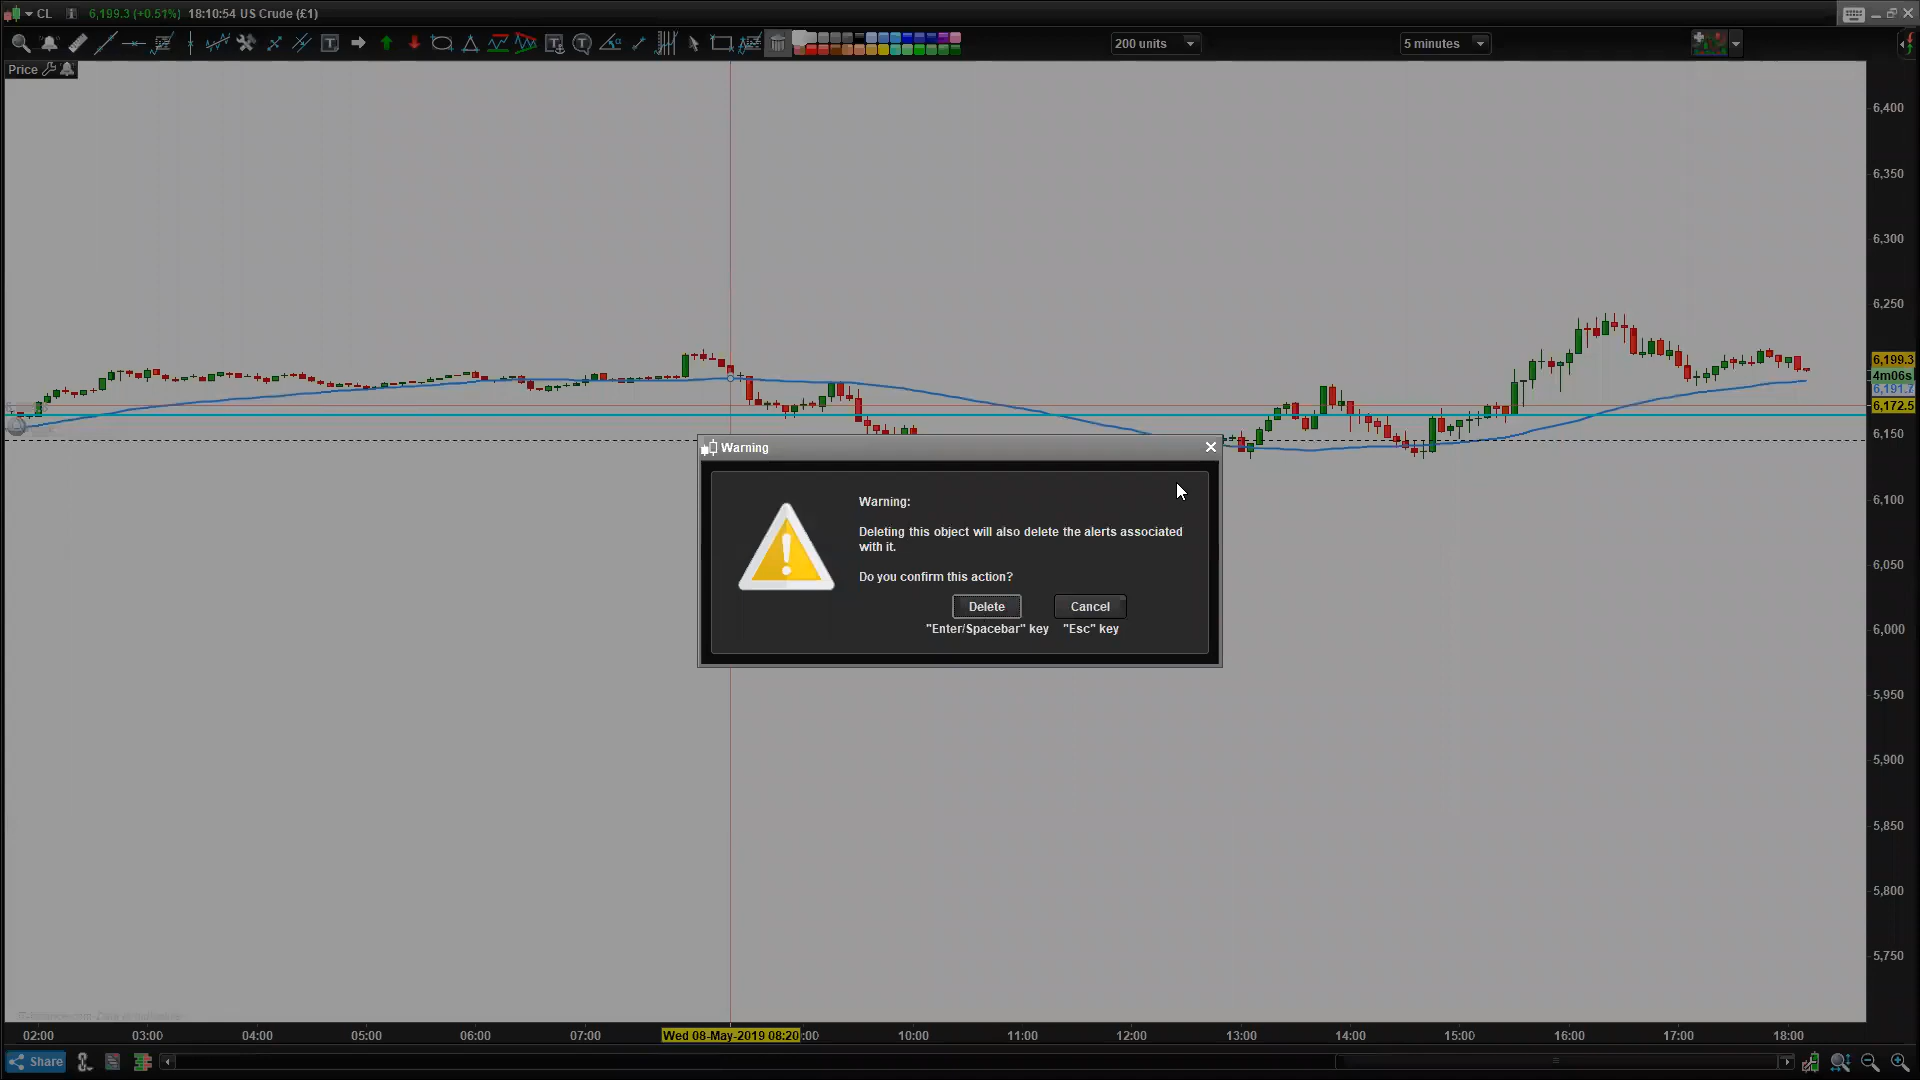 CL 6,199.3 (+0.51%) 18:10:54 US Crude (£1)
200 units
5 minutes
Price
6,400
6,350
6,300
6,250
6,199.3
4m06s
6,191.7
6,172.5
6,150
6,100
6,050
6,000
5,950
5,900
5,850
5,800
5,750
Warning
Warning:
Deleting this object will also delete the alerts associated
with it.
Do you confirm this action?
Delete
Cancel
"Enter/Spacebar" key
"Esc" key
02:00 03:00 04:00 05:00 06:00 07:00 Wed 08-May-2019 08:20 :00 10:00 11:00 12:00 13:00 14:00 15:00 16:00 17:00 18:00
Share